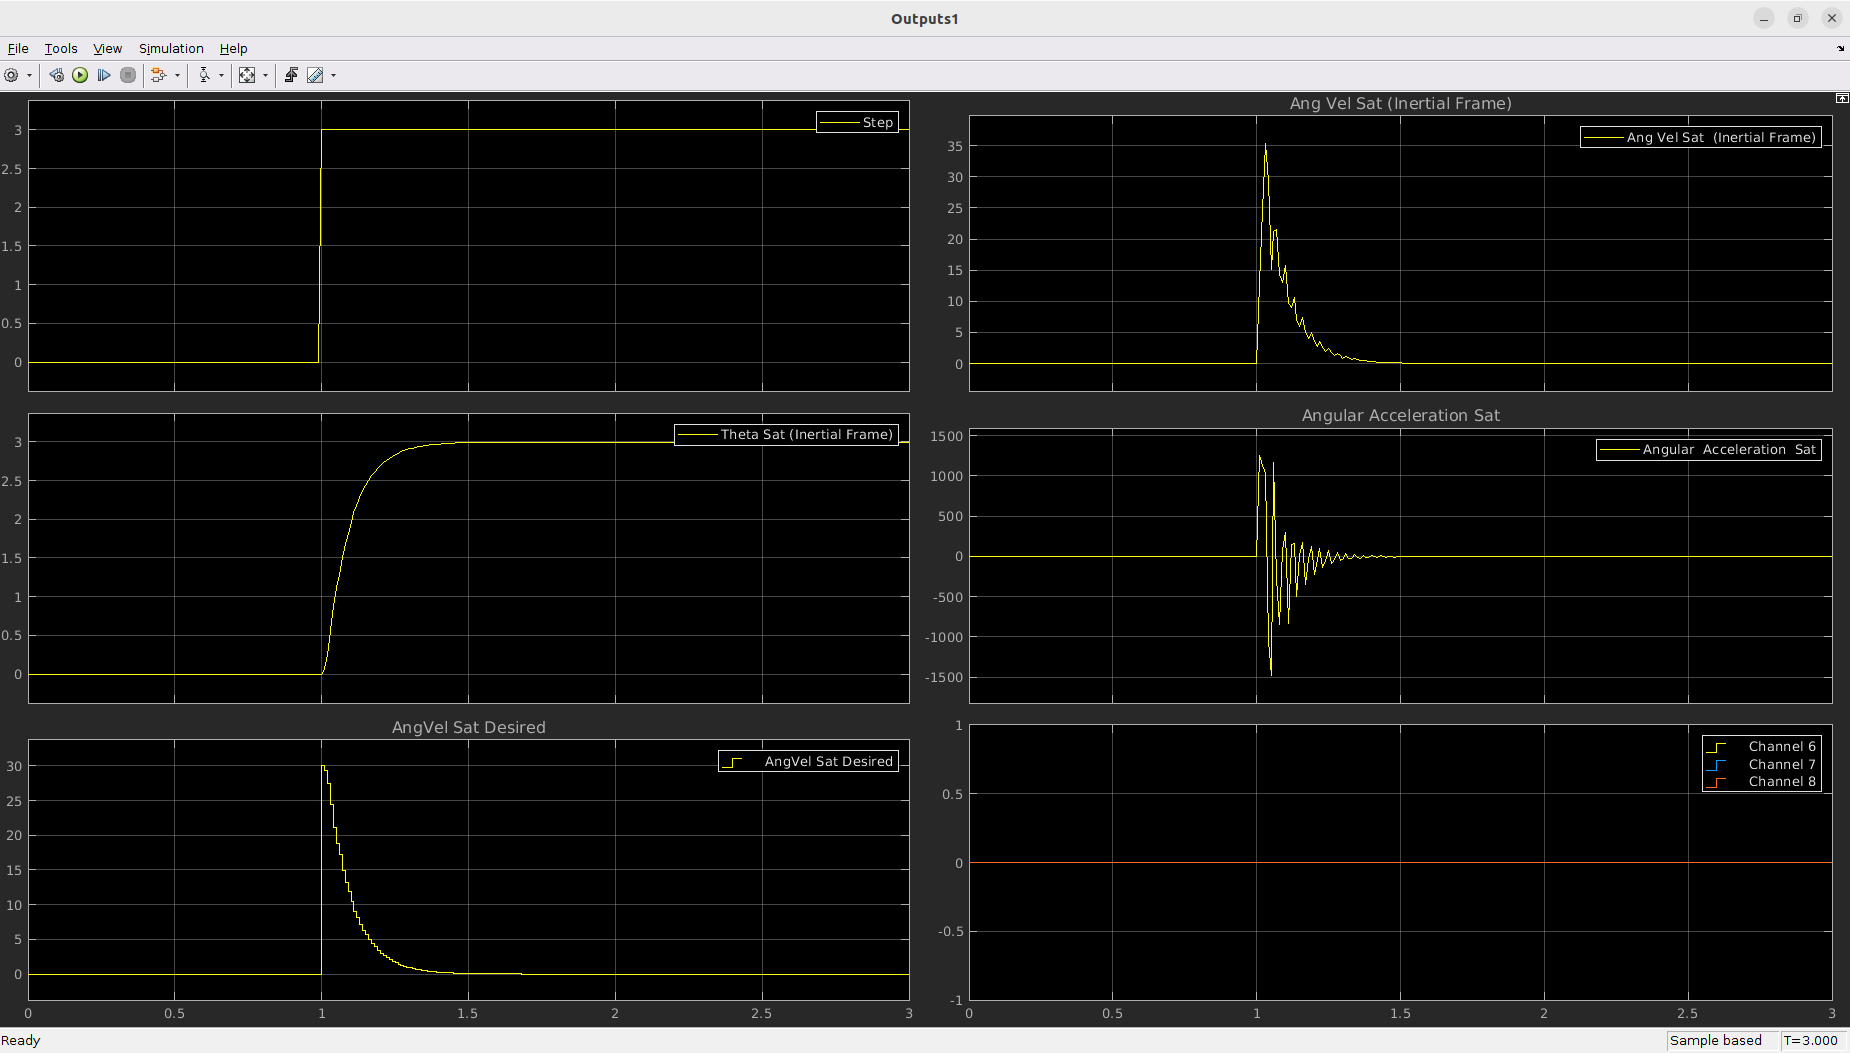 Outputs1
File Tools View Simulation Help
Step
3
2.5
2
1.5
1
0.5
0
Theta Sat (Inertial Frame)
3
2.5
2
1.5
1
0.5
0
AngVel Sat Desired
AngVel Sat Desired
30
25
20
15
10
5
0
0 0.5 1 1.5 2 2.5 3
Ang Vel Sat (Inertial Frame)
Ang Vel Sat (Inertial Frame)
35
30
25
20
15
10
5
0
Angular Acceleration Sat
Angular Acceleration Sat
1500
1000
500
0
-500
-1000
-1500
Channel 6
Channel 7
Channel 8
1
0.5
0
-0.5
-1
0 0.5 1 1.5 2 2.5 3
Ready
Sample based T=3.000